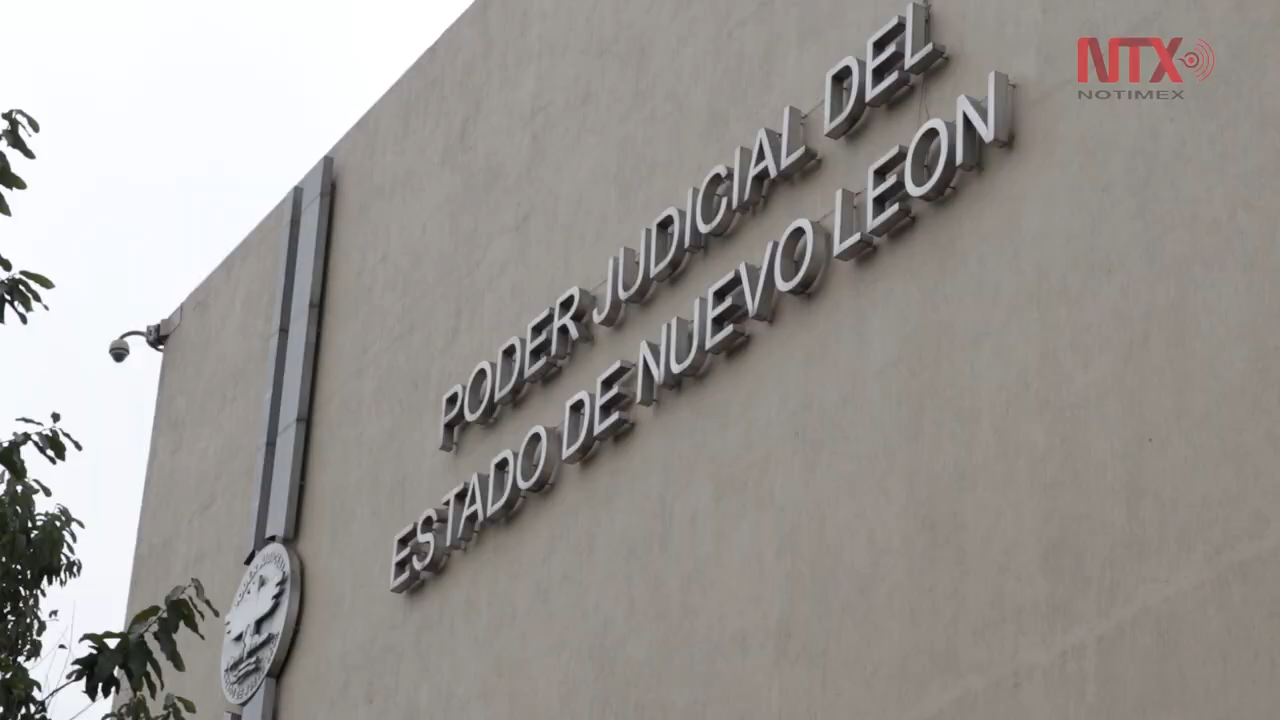 PODER JUDICIAL DEL
ESTADO DE NUEVO LEON
NTX
NOTIMEX